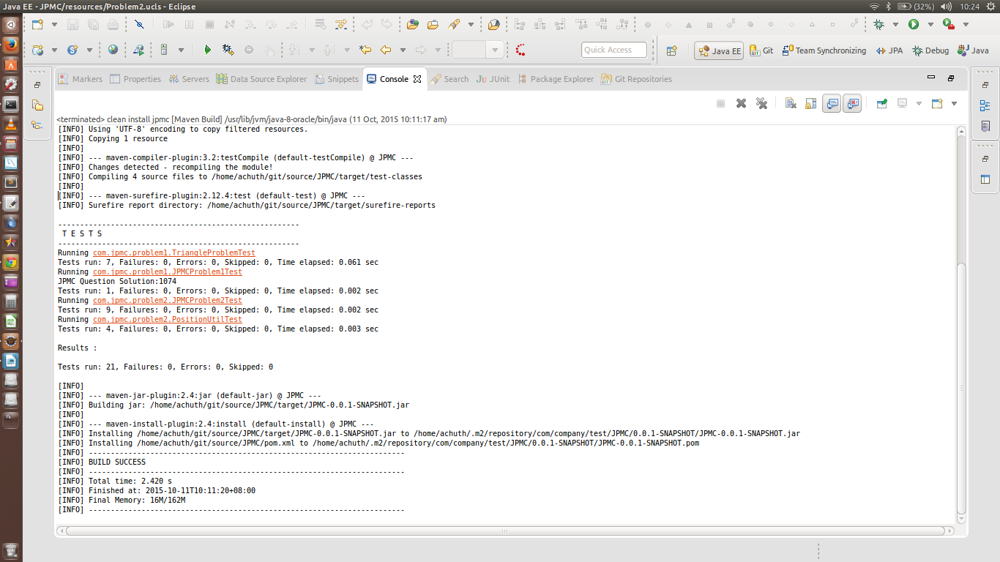 Java EE - JPMC/resources/Problem2.ucls - Eclipse
(32%)
10:24
Quick Access
Java EE
Git
Team Synchronizing
JPA
Debug
Java
Markers
Properties
Servers
Data Source Explorer
Snippets
Console
Search
JUnit
Package Explorer
Git Repositories
<terminated> clean install jpmc [Maven Build] /usr/lib/jvm/java-8-oracle/bin/java (11 Oct, 2015 10:11:17 am)
[INFO] Using 'UTF-8' encoding to copy filtered resources.
[INFO] Copying 1 resource
[INFO]
[INFO] --- maven-compiler-plugin:3.2:testCompile (default-testCompile) @ JPMC ---
[INFO] Changes detected - recompiling the module!
[INFO] Compiling 4 source files to /home/achuth/git/source/JPMC/target/test-classes
[INFO]
[INFO] --- maven-surefire-plugin:2.12.4:test (default-test) @ JPMC ---
[INFO] Surefire report directory: /home/achuth/git/source/JPMC/target/surefire-reports
-------------------------------------------------------
T E S T S
-------------------------------------------------------
Running com.jpmc.problem1.TriangleProblemTest
Tests run: 7, Failures: 0, Errors: 0, Skipped: 0, Time elapsed: 0.061 sec
Running com.jpmc.problem1.JPMCProblem1Test
JPMC Question Solution:1074
Tests run: 1, Failures: 0, Errors: 0, Skipped: 0, Time elapsed: 0.002 sec
Running com.jpmc.problem2.JPMCProblem2Test
Tests run: 9, Failures: 0, Errors: 0, Skipped: 0, Time elapsed: 0.002 sec
Running com.jpmc.problem2.PositionUtilTest
Tests run: 4, Failures: 0, Errors: 0, Skipped: 0, Time elapsed: 0.003 sec
Results :
Tests run: 21, Failures: 0, Errors: 0, Skipped: 0
[INFO]
[INFO] --- maven-jar-plugin:2.4:jar (default-jar) @ JPMC ---
[INFO] Building jar: /home/achuth/git/source/JPMC/target/JPMC-0.0.1-SNAPSHOT.jar
[INFO]
[INFO] --- maven-install-plugin:2.4:install (default-install) @ JPMC ---
[INFO] Installing /home/achuth/git/source/JPMC/target/JPMC-0.0.1-SNAPSHOT.jar to /home/achuth/.m2/repository/com/company/test/JPMC/0.0.1-SNAPSHOT/JPMC-0.0.1-SNAPSHOT.jar
[INFO] Installing /home/achuth/git/source/JPMC/pom.xml to /home/achuth/.m2/repository/com/company/test/JPMC/0.0.1-SNAPSHOT/JPMC-0.0.1-SNAPSHOT.pom
[INFO] ------------------------------------------------------------------------
[INFO] BUILD SUCCESS
[INFO] ------------------------------------------------------------------------
[INFO] Total time: 2.420 s
[INFO] Finished at: 2015-10-11T10:11:20+08:00
[INFO] Final Memory: 16M/162M
[INFO] ------------------------------------------------------------------------